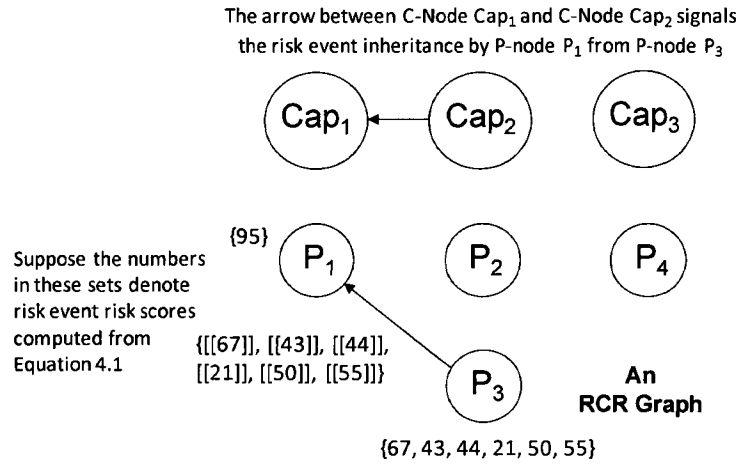 The arrow between C-Node Cap₁ and C-Node Cap₂ signals
the risk event inheritance by P-node P₁ from P-node P₃
Cap₁
Cap₂
Cap₃
{95}
P₁
P₂
P₄
Suppose the numbers
in these sets denote
risk event risk scores
computed from
Equation 4.1
{[[67]], [[43]], [[44]],
[[21]], [[50]], [[55]]}
P₃
An
RCR Graph
{67, 43, 44, 21, 50, 55}